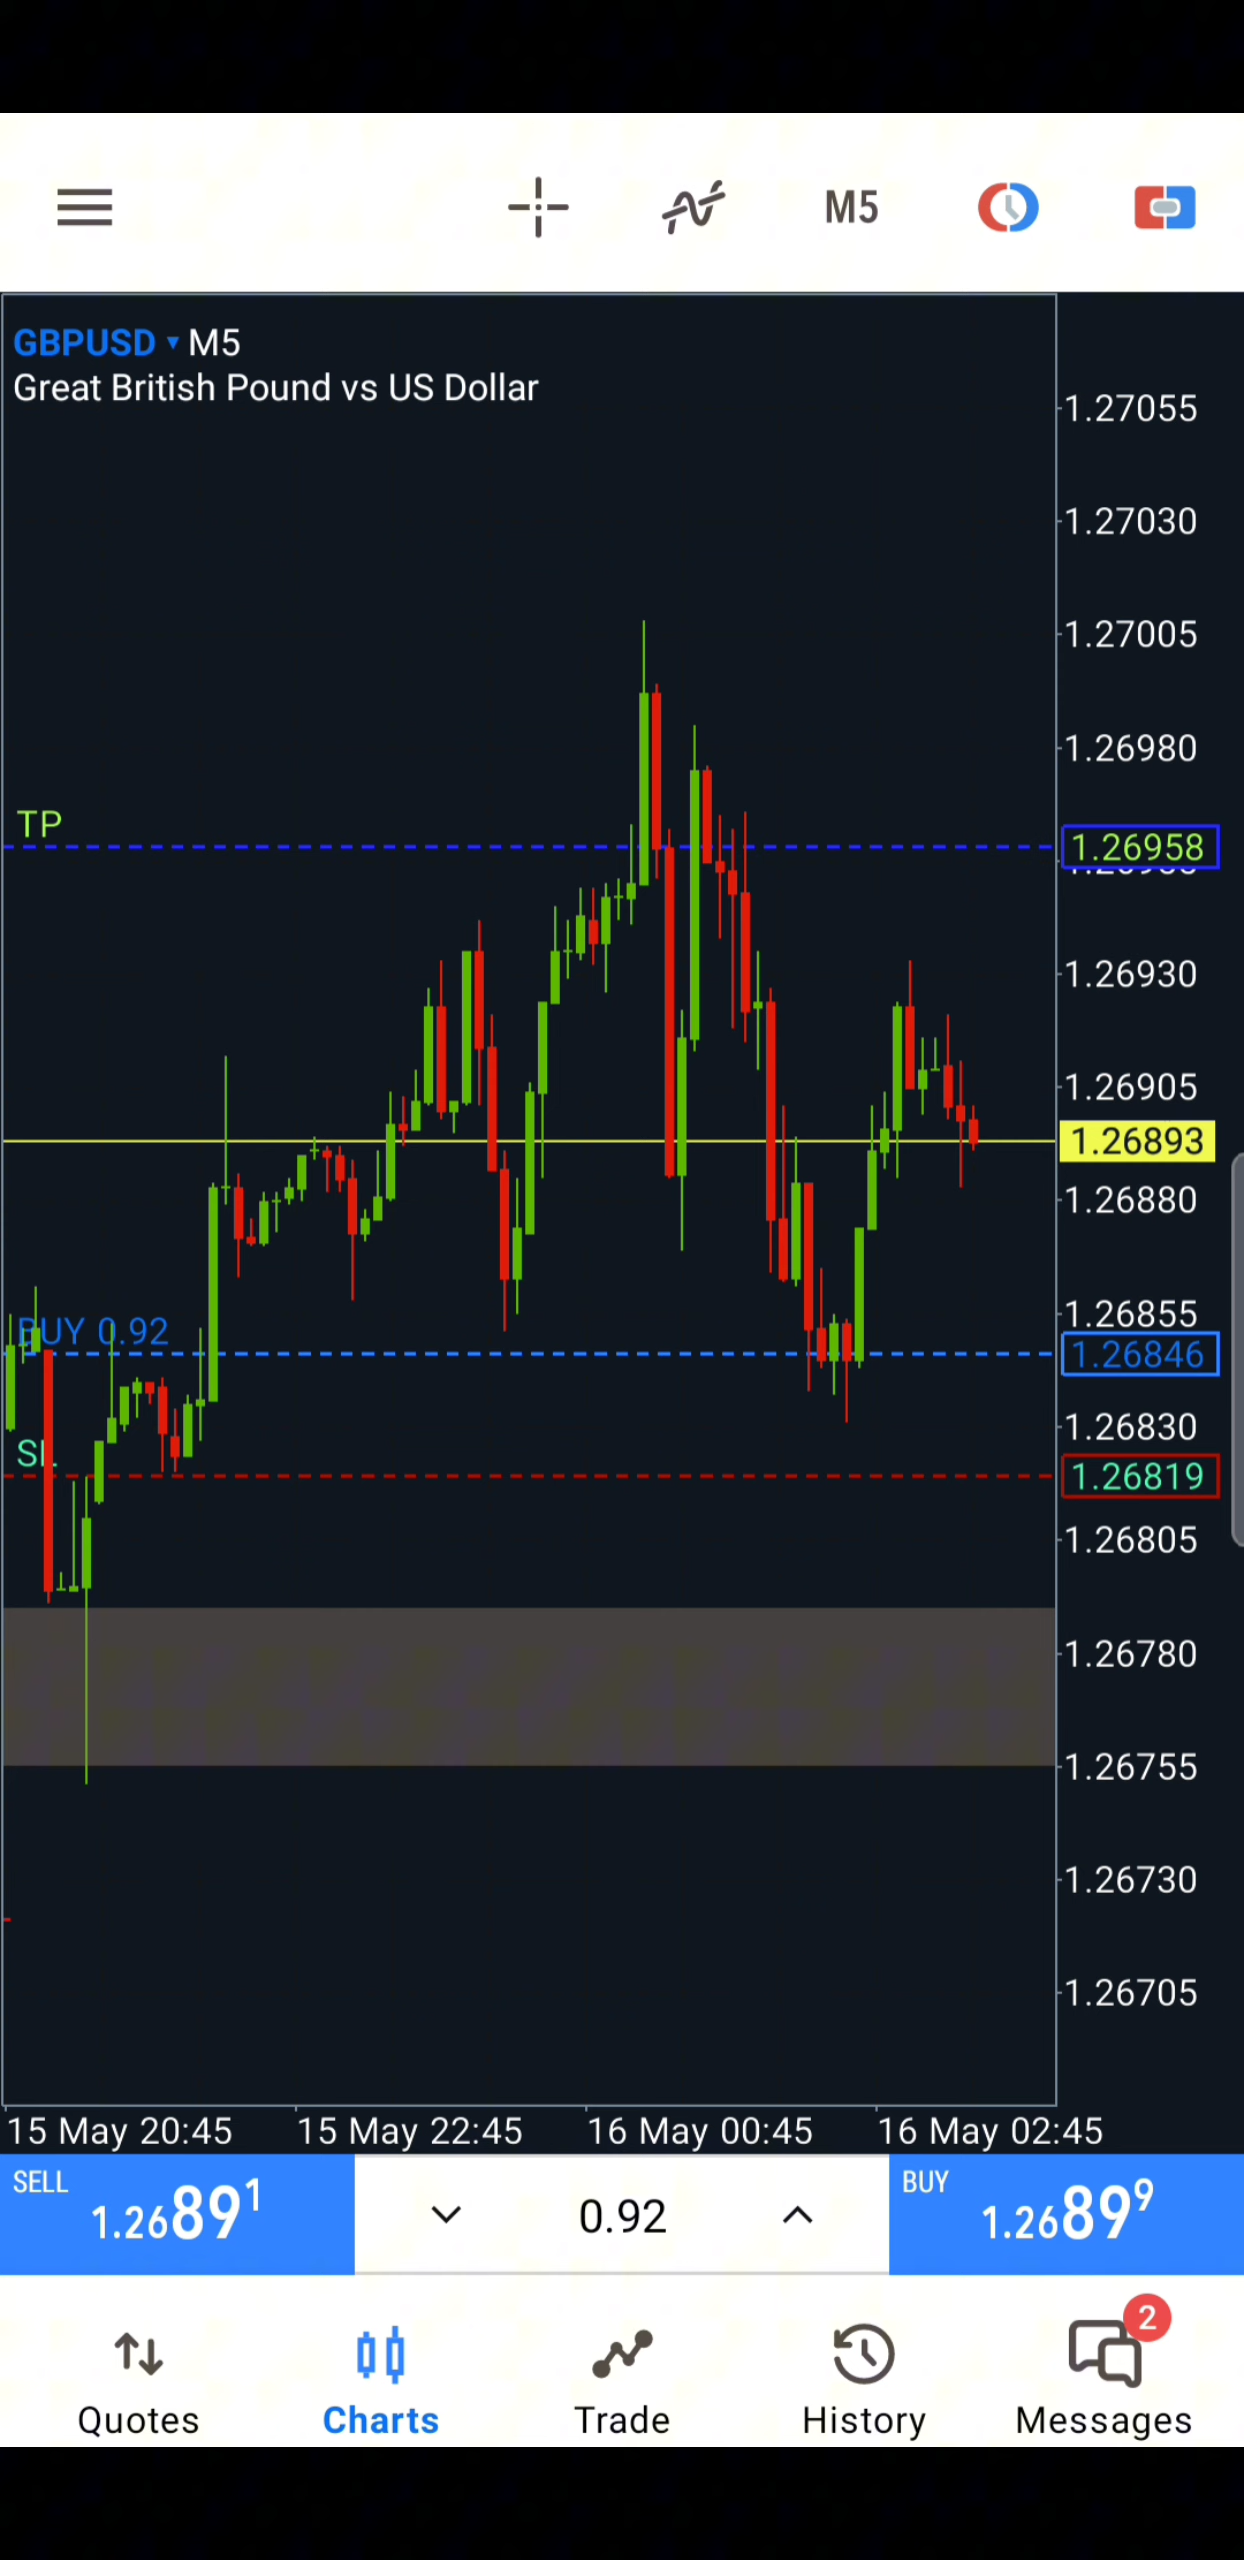 M5
GBPUSD ▾ M5
Great British Pound vs US Dollar
1.27055
1.27030
1.27005
1.26980
TP
1.26958
1.26930
1.26905
1.26893
1.26880
1.26855
BUY 0.92
1.26846
1.26830
SL
1.26819
1.26805
1.26780
1.26755
1.26730
1.26705
15 May 20:45 15 May 22:45 16 May 00:45 16 May 02:45
SELL 1.26891
0.92
BUY 1.26899
2
Quotes Charts Trade History Messages